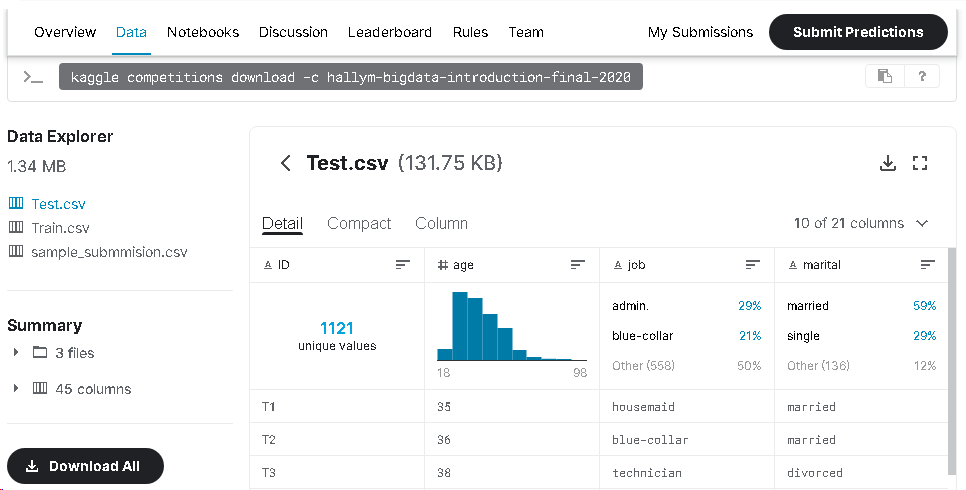 Overview Data Notebooks Discussion Leaderboard Rules Team My Submissions Submit Predictions
>_ kaggle competitions download -c hallym-bigdata-introduction-final-2020 ?
Data Explorer
1.34 MB
Test.csv
Train.csv
sample_submmision.csv
Summary
3 files
45 columns
Download All
Test.csv (131.75 KB)
Detail Compact Column 10 of 21 columns
A ID # age A job A marital
1121
unique values
18 98
admin. 29%
blue-collar 21%
Other (558) 50%
married 59%
single 29%
Other (136) 12%
T1 35 housemaid married
T2 36 blue-collar married
T3 38 technician divorced